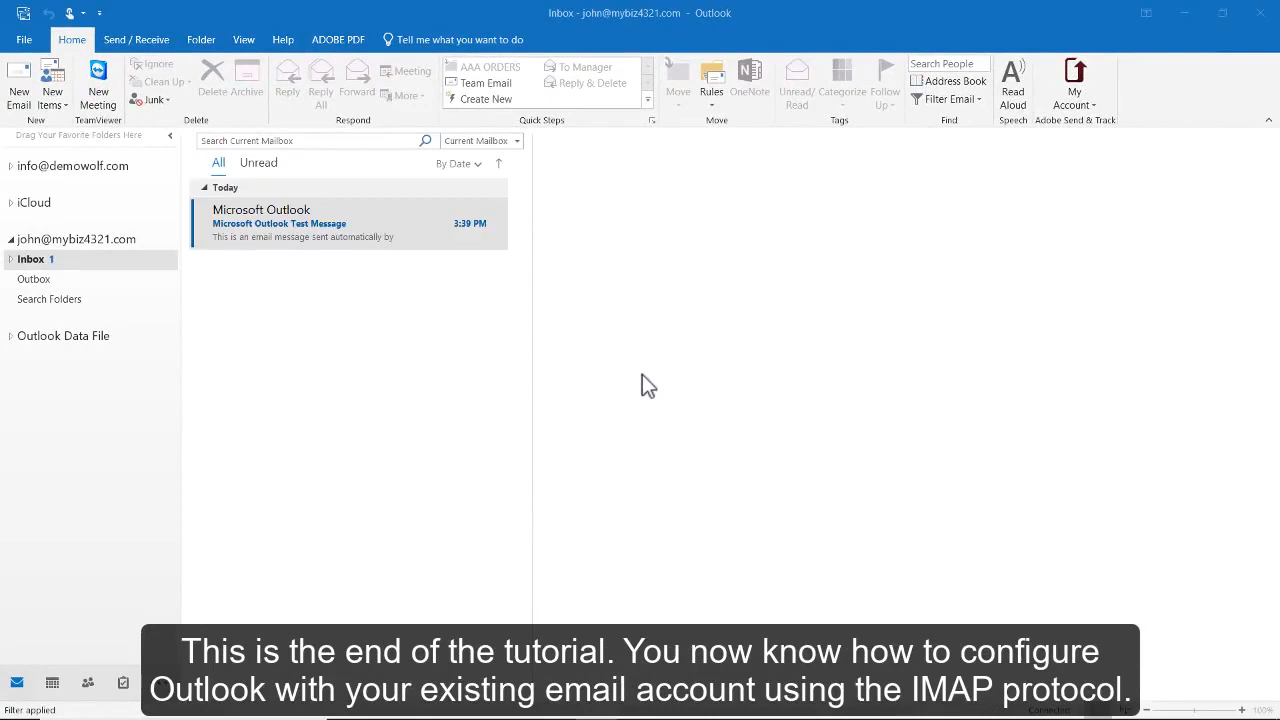 Inbox - john@mybiz4321.com - Outlook
File Home Send / Receive Folder View Help ADOBE PDF Tell me what you want to do
New Email
New Items
New
New Meeting
TeamViewer
Ignore
Clean Up
Junk
Delete
Archive
Delete
Reply
Reply All
Forward
Meeting
More
Respond
AAA ORDERS
Team Email
Create New
To Manager
Reply & Delete
Quick Steps
Move
Rules
OneNote
Move
Unread/ Read
Categorize
Follow Up
Tags
Search People
Address Book
Filter Email
Find
Read Aloud
Speech
My Account
Adobe Send & Track
Drag Your Favorite Folders Here
info@demowolf.com
iCloud
john@mybiz4321.com
Inbox 1
Outbox
Search Folders
Outlook Data File
Search Current Mailbox
Current Mailbox
All Unread
By Date
Today
Microsoft Outlook
Microsoft Outlook Test Message 3:39 PM
This is an email message sent automatically by
This is the end of the tutorial. You now know how to configure
Outlook with your existing email account using the IMAP protocol.
Filter applied
Connected
100%